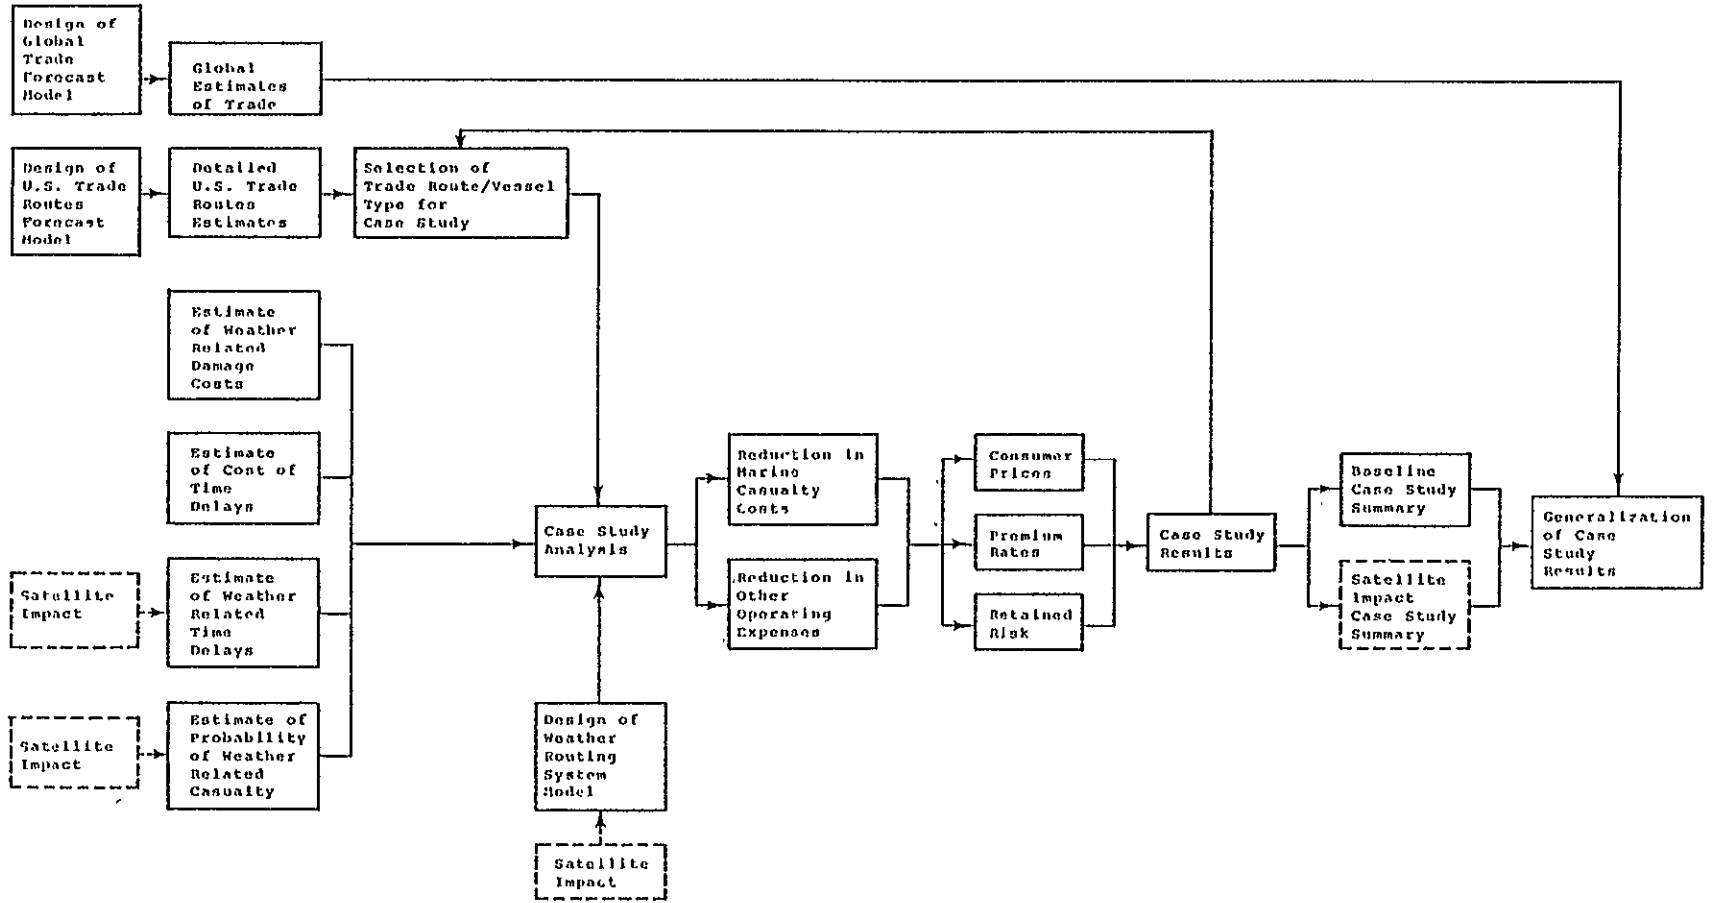 Design of
Global
Trade
Forecast
Model
Global
Estimates
of Trade
Design of
U.S. Trade
Routes
Forecast
Model
Detailed
U.S. Trade
Routes
Estimates
Selection of
Trade Route/Vessel
Type for
Case Study
Estimate
of Weather
Related
Damage
Costs
Estimate
of Cost of
Time
Delays
Satellite
Impact
Estimate
of Weather
Related
Time
Delays
Satellite
Impact
Estimate of
Probability
of Weather
Related
Casualty
Case Study
Analysis
Design of
Weather
Routing
System
Model
Satellite
Impact
Reduction in
Marine
Casualty
Costs
Reduction in
Other
Operating
Expenses
Consumer
Prices
Premium
Rates
Retained
Risk
Case Study
Results
Baseline
Case Study
Summary
Satellite
Impact
Case Study
Summary
Generalization
of Case
Study
Results